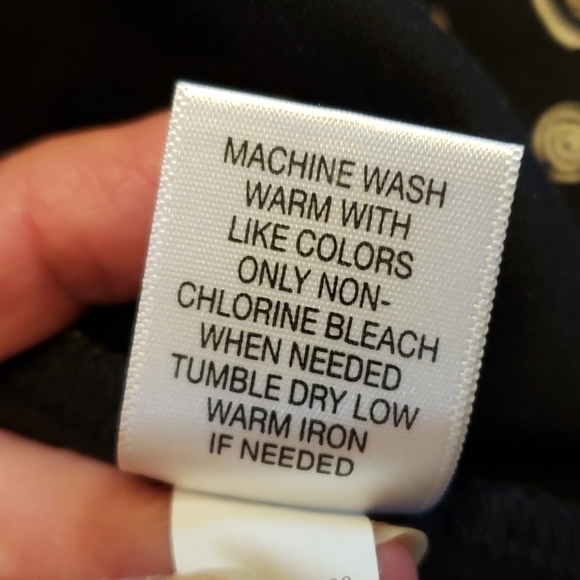 MACHINE WASH
WARM WITH
LIKE COLORS
ONLY NON-
CHLORINE BLEACH
WHEN NEEDED
TUMBLE DRY LOW
WARM IRON
IF NEEDED